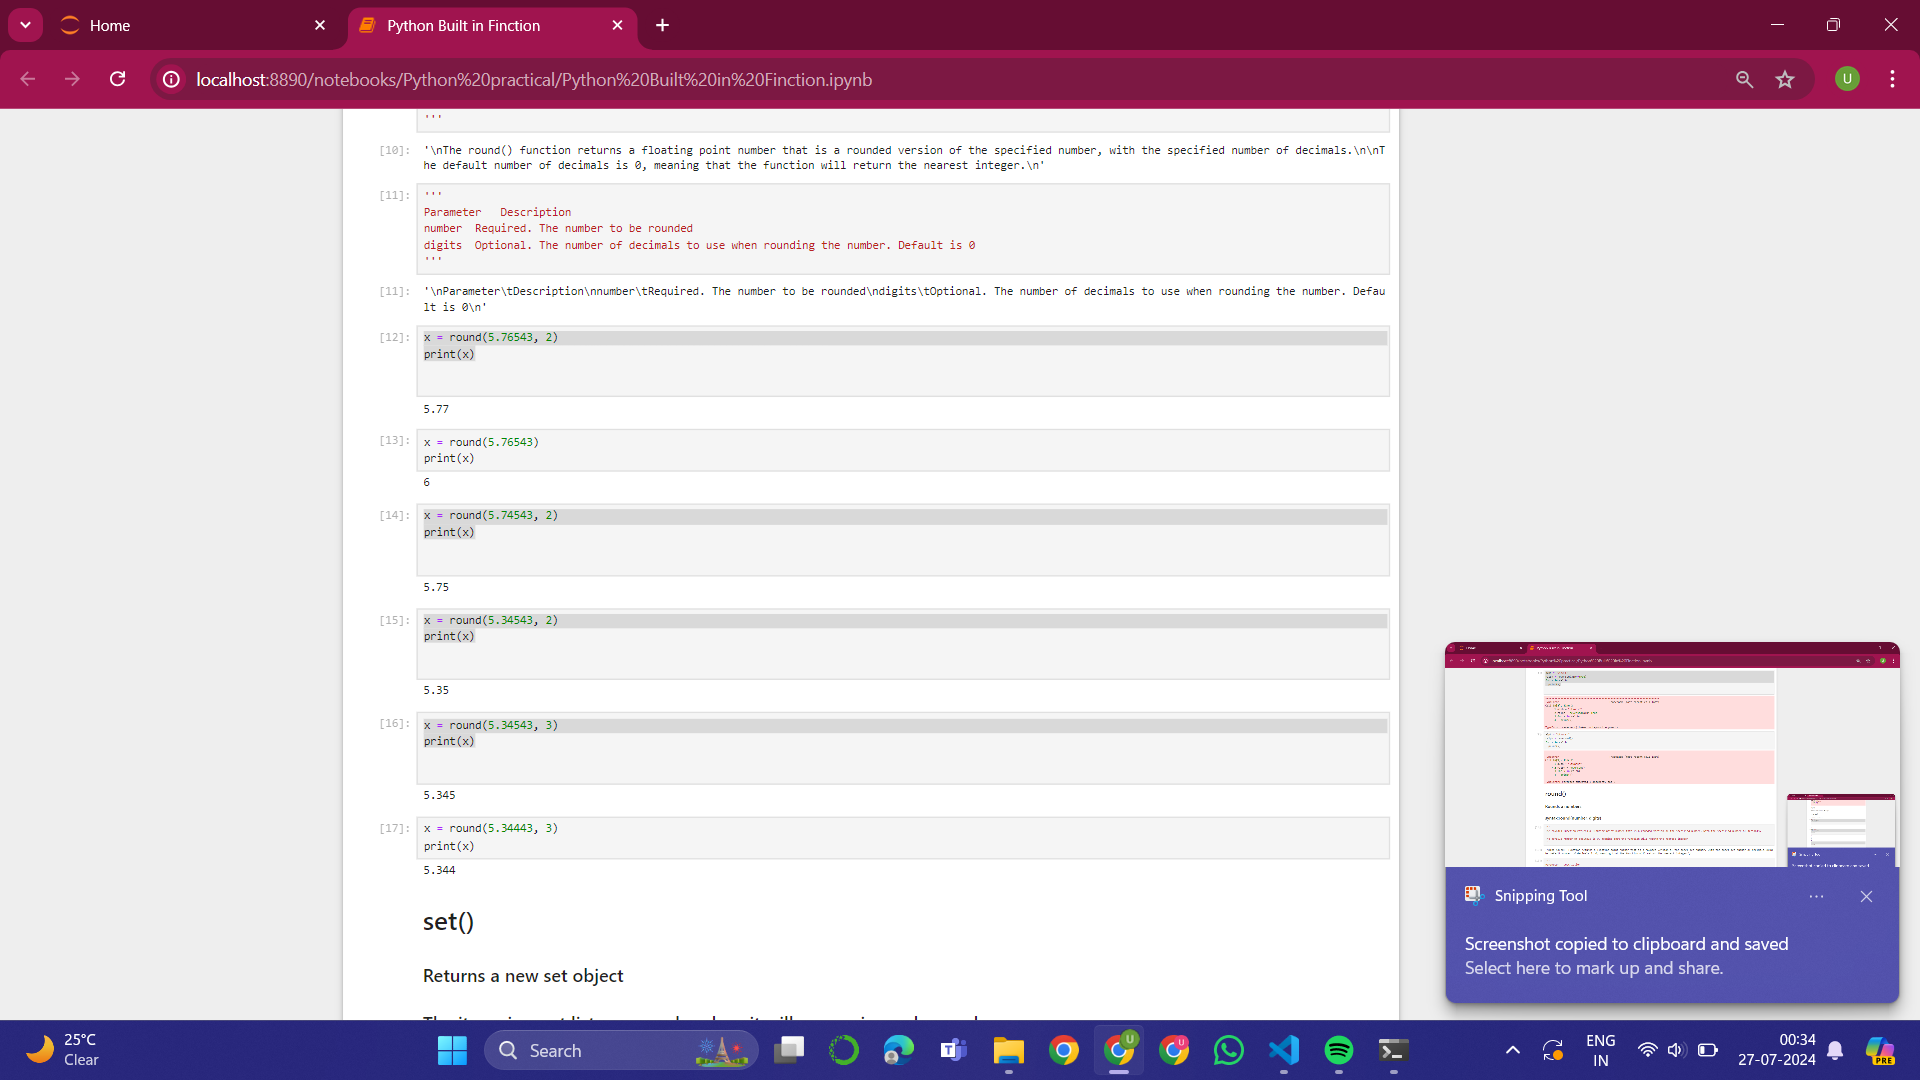 Home
Python Built in Finction
localhost:8890/notebooks/Python%20practical/Python%20Built%20in%20Finction.ipynb
U
'''
[10]: '\nThe round() function returns a floating point number that is a rounded version of the specified number, with the specified number of decimals.\n\nT
he default number of decimals is 0, meaning that the function will return the nearest integer.\n'
[11]: '''
Parameter Description
number Required. The number to be rounded
digits Optional. The number of decimals to use when rounding the number. Default is 0
'''
[11]: '\nParameter\tDescription\nnumber\tRequired. The number to be rounded\ndigits\tOptional. The number of decimals to use when rounding the number. Defau
lt is 0\n'
[12]: x = round(5.76543, 2)
print(x)
5.77
[13]: x = round(5.76543)
print(x)
6
[14]: x = round(5.74543, 2)
print(x)
5.75
[15]: x = round(5.34543, 2)
print(x)
5.35
[16]: x = round(5.34543, 3)
print(x)
5.345
[17]: x = round(5.34443, 3)
print(x)
5.344
set()
Returns a new set object
Snipping Tool
Screenshot copied to clipboard and saved
Select here to mark up and share.
25°C
Clear
Search
ENG
IN
00:34
27-07-2024
PRE